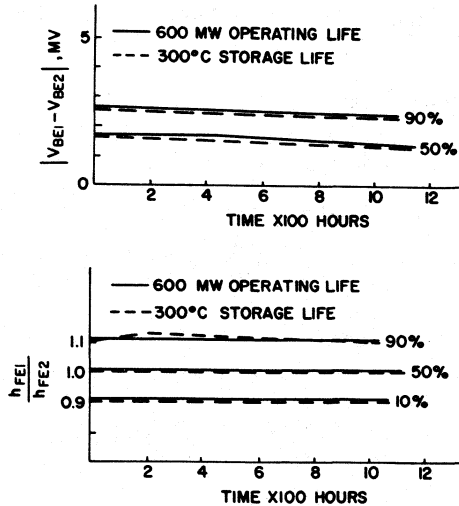 600 MW OPERATING LIFE
300°C STORAGE LIFE
|VBE1-VBE2|, MV
5
0
90%
50%
2 4 6 8 10 12
TIME X100 HOURS
600 MW OPERATING LIFE
300°C STORAGE LIFE
hFE1
hFE2
1.1
1.0
0.9
90%
50%
10%
0 2 4 6 8 10 12
TIME X100 HOURS